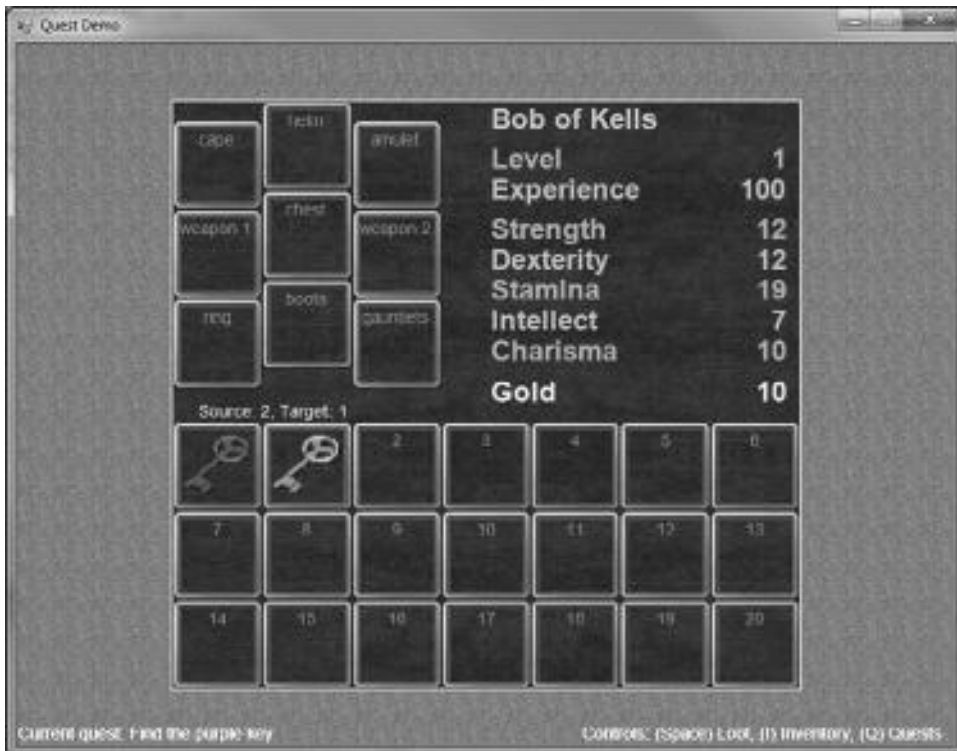 Quest Demo
helm
cape
amulet
Bob of Kells
Level 1
Experience 100
chest
weapon 1
weapon 2
Strength 12
Dexterity 12
Stamina 19
Intellect 7
Charisma 10
boots
ring
gauntlets
Gold 10
Source: 2, Target: 1
2 3 4 5 6
7 8 9 10 11 12 13
14 15 16 17 18 19 20
Current quest: Find the purple key
Controls: (Space) Loot, (I) Inventory, (Q) Quests